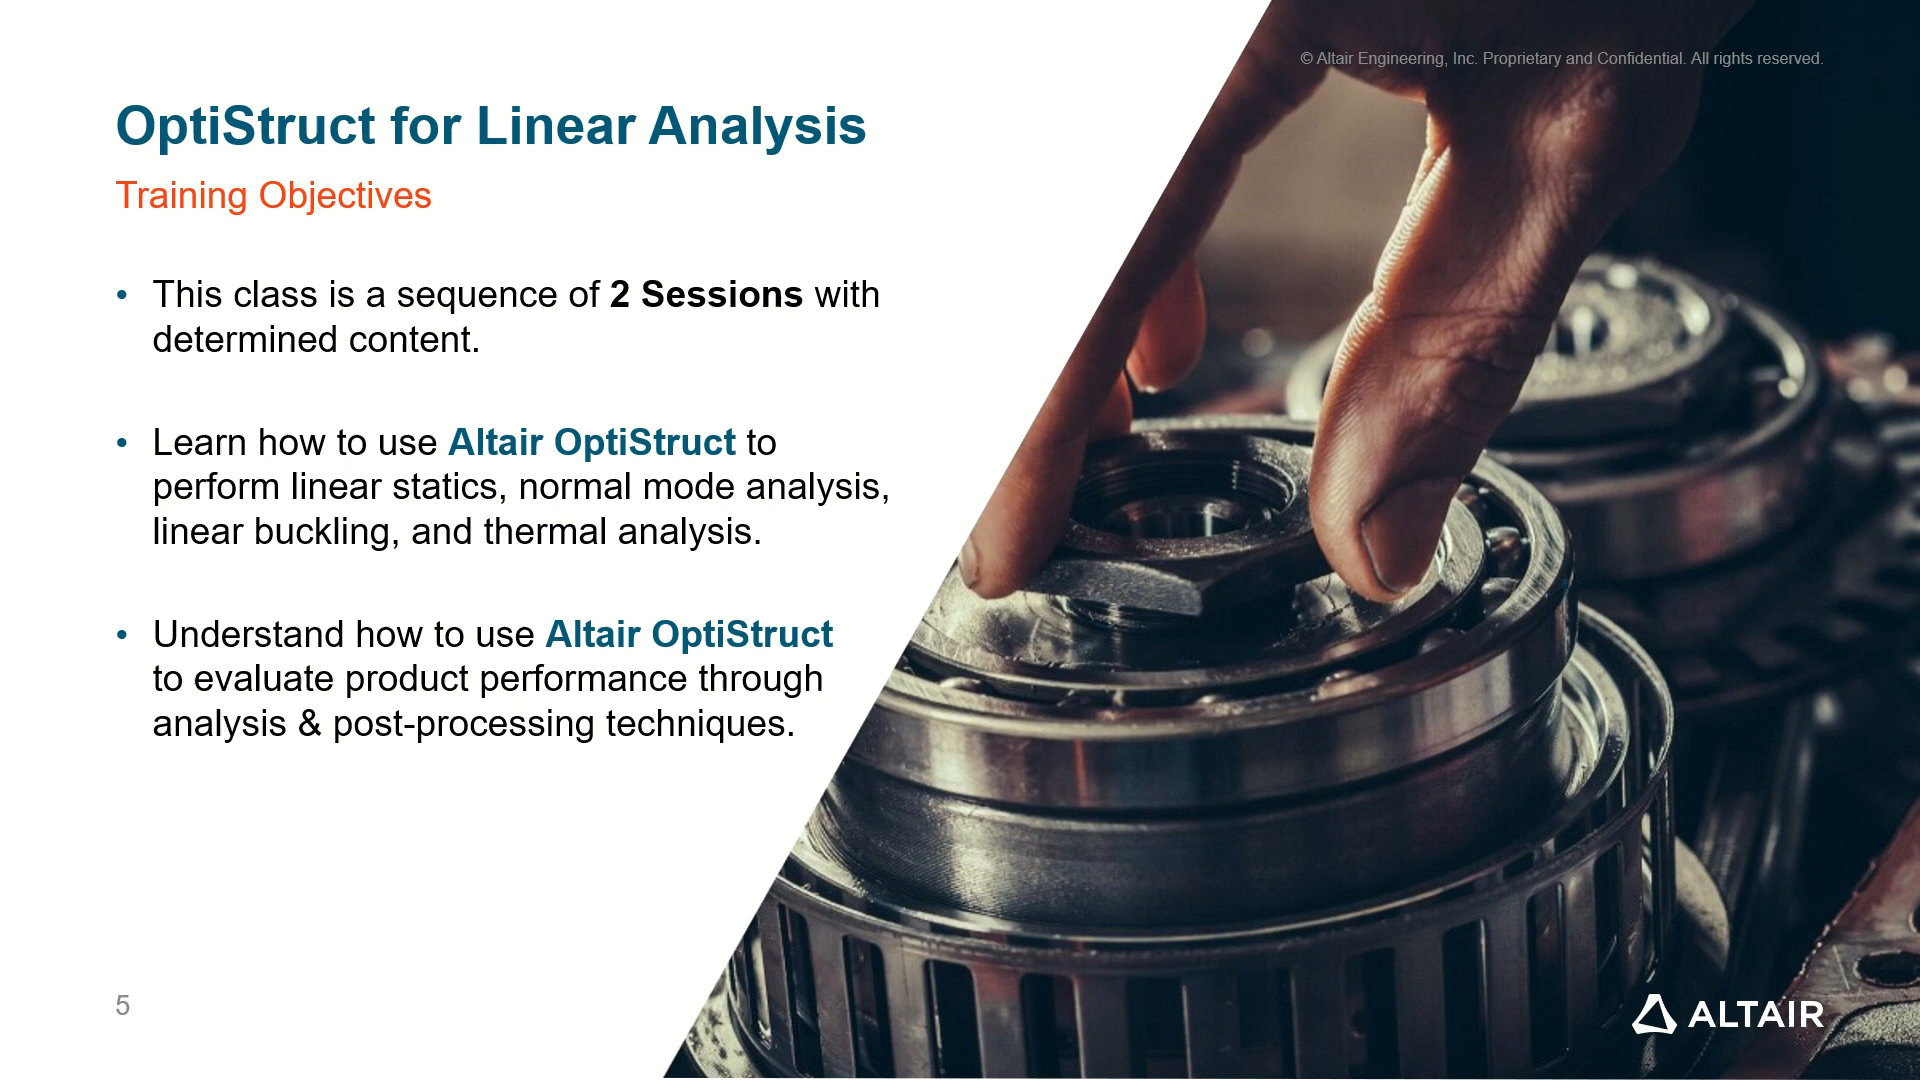 © Altair Engineering, Inc. Proprietary and Confidential. All rights reserved.
OptiStruct for Linear Analysis
Training Objectives
• This class is a sequence of 2 Sessions with
determined content.
• Learn how to use Altair OptiStruct to
perform linear statics, normal mode analysis,
linear buckling, and thermal analysis.
• Understand how to use Altair OptiStruct
to evaluate product performance through
analysis & post-processing techniques.
5
ALTAIR